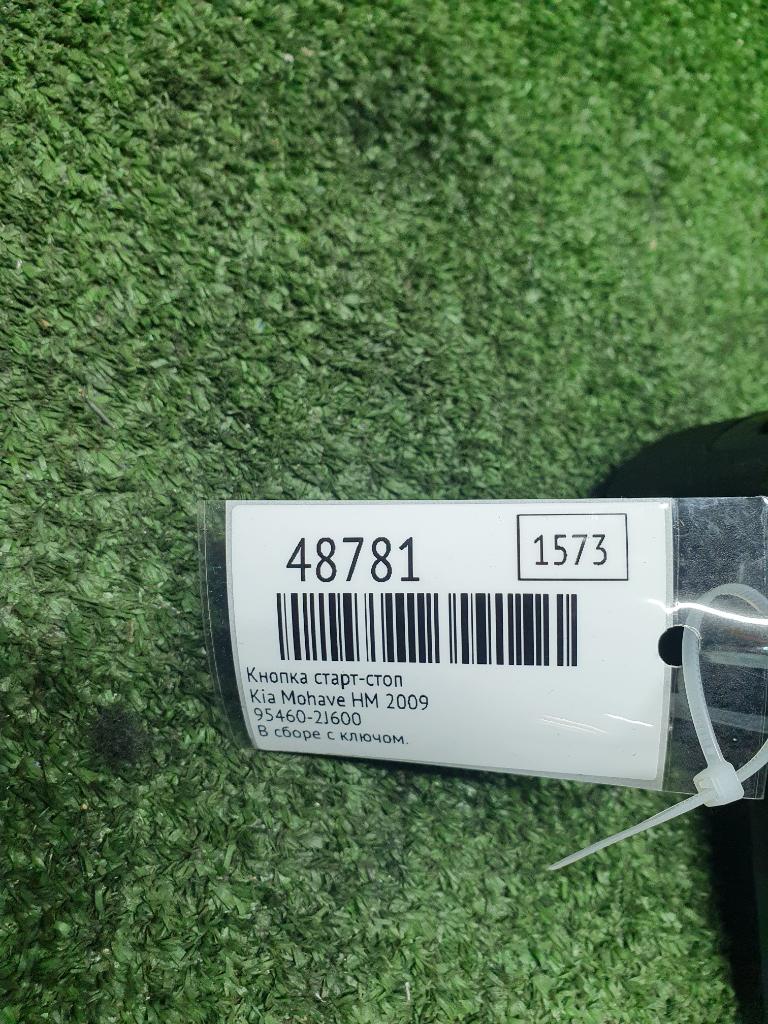 48781
1573
Кнопка старт-стоп
Kia Mohave HM 2009
95460-2J600
В сборе с ключом.